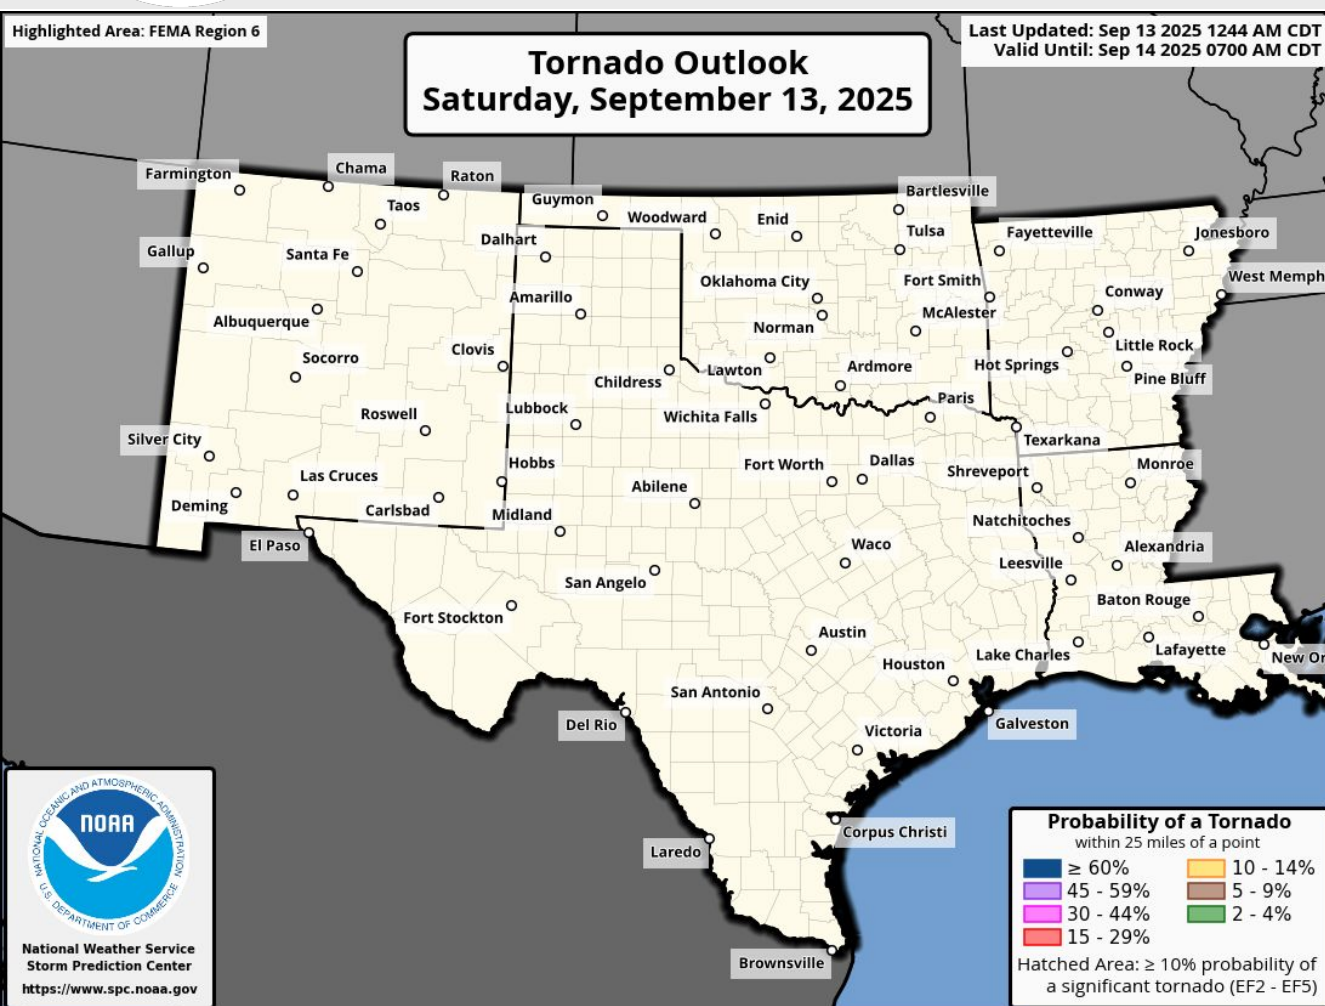 Highlighted Area: FEMA Region 6
Last Updated: Sep 13 2025 1244 AM CDT
Valid Until: Sep 14 2025 0700 AM CDT
Tornado Outlook
Saturday, September 13, 2025
Farmington
Chama
Raton
Taos
Guymon
Woodward
Enid
Bartlesville
Tulsa
Fayetteville
Jonesboro
Gallup
Santa Fe
Dalhart
Oklahoma City
Fort Smith
West Memph
Amarillo
Conway
Albuquerque
Norman
McAlester
Little Rock
Socorro
Clovis
Childress
Lawton
Ardmore
Hot Springs
Pine Bluff
Roswell
Lubbock
Wichita Falls
Paris
Silver City
Texarkana
Las Cruces
Hobbs
Abilene
Fort Worth
Dallas
Shreveport
Monroe
Deming
Carlsbad
Midland
Natchitoches
El Paso
San Angelo
Waco
Leesville
Alexandria
Fort Stockton
Baton Rouge
Austin
Houston
Lake Charles
Lafayette
New Or
San Antonio
Del Rio
Victoria
Galveston
Laredo
Corpus Christi
Brownsville
NATIONAL OCEANIC AND ATMOSPHERIC ADMINISTRATION
NOAA
U.S. DEPARTMENT OF COMMERCE
National Weather Service
Storm Prediction Center
https://www.spc.noaa.gov
Probability of a Tornado
within 25 miles of a point
≥ 60%
10 - 14%
45 - 59%
5 - 9%
30 - 44%
2 - 4%
15 - 29%
Hatched Area: ≥ 10% probability of
a significant tornado (EF2 - EF5)